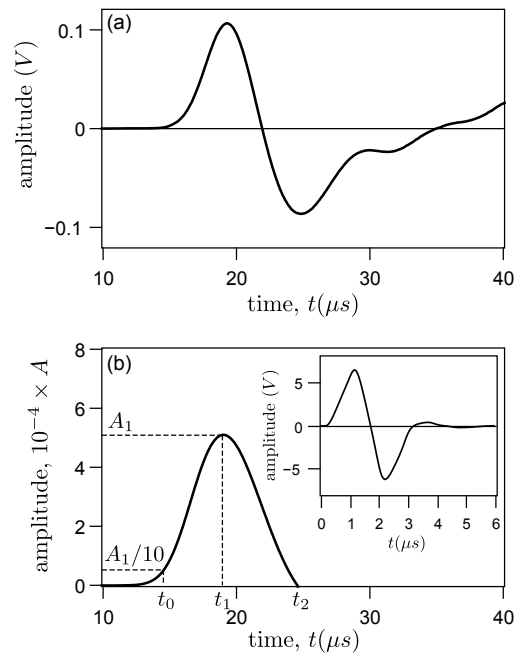 (a)
0.1
0
−0.1
amplitude (V)
10 20 30 40
time, t(μs)
(b)
8
6
4
2
0
amplitude, 10⁻⁴ × A
A₁
A₁/10
t₀ t₁ t₂
10 20 30 40
time, t(μs)
5
0
−5
amplitude (V)
0 1 2 3 4 5 6
t(μs)